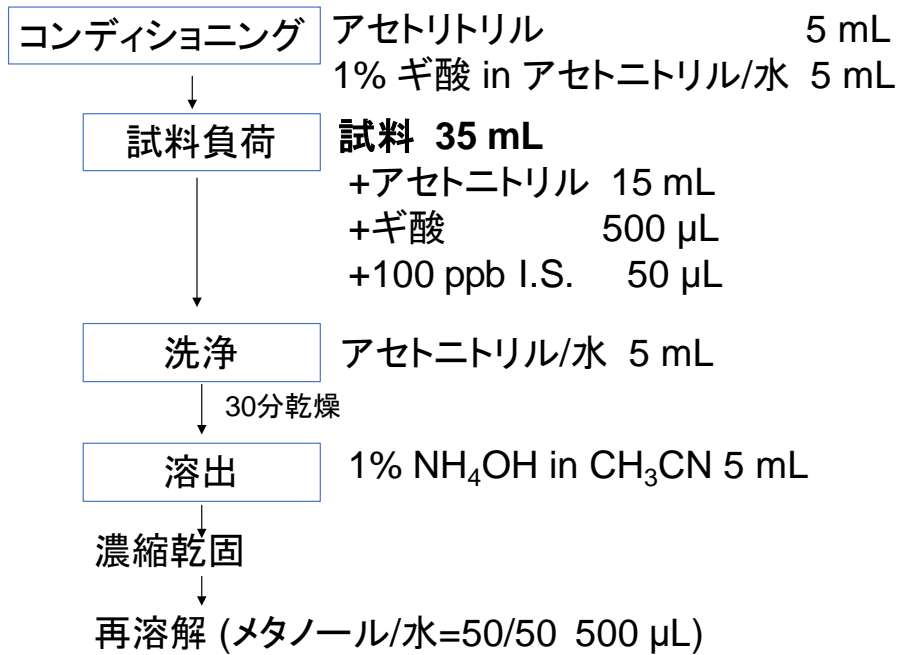 コンディショニング アセトリトリル 5 mL
1% ギ酸 in アセトニトリル/水 5 mL
試料負荷 試料 35 mL
+アセトニトリル 15 mL
+ギ酸 500 µL
+100 ppb I.S. 50 µL
洗浄 アセトニトリル/水 5 mL
30分乾燥
溶出 1% NH₄OH in CH₃CN 5 mL
濃縮乾固
再溶解 (メタノール/水=50/50 500 µL)